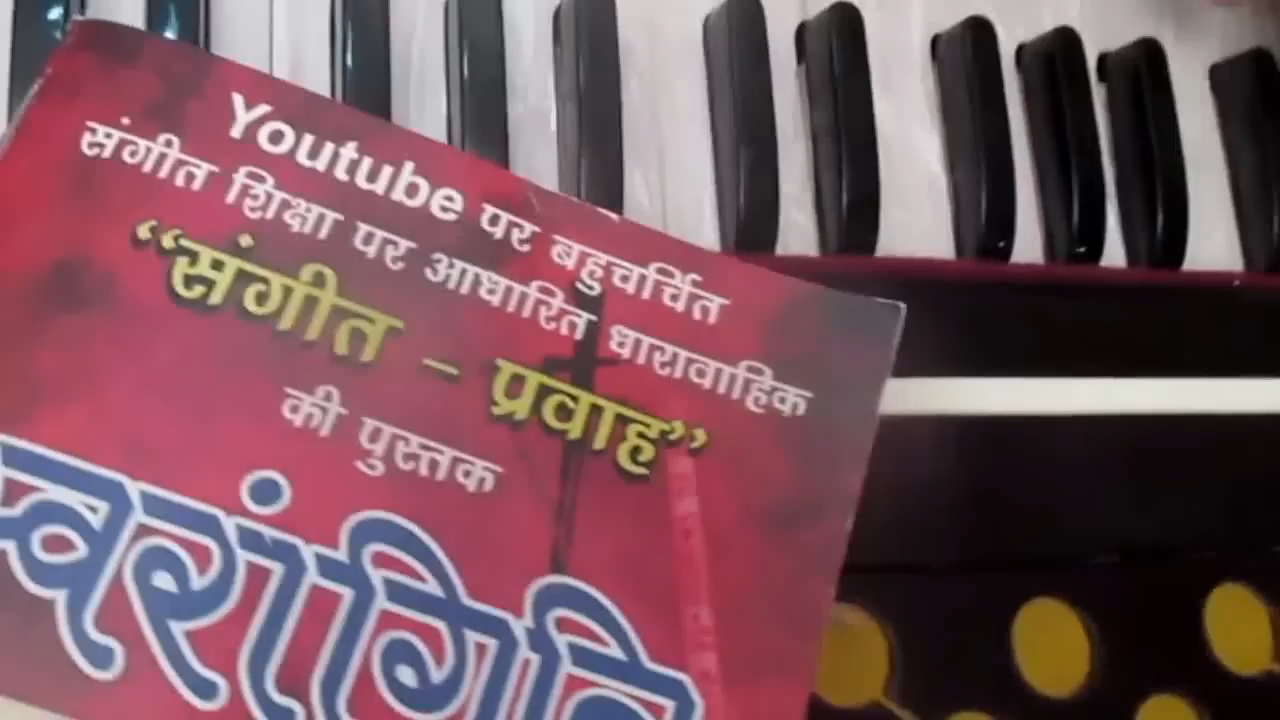 Youtube पर बहुचर्चित
संगीत शिक्षा पर आधारित धारावाहिक
“संगीत – प्रवाह”
की पुस्तक